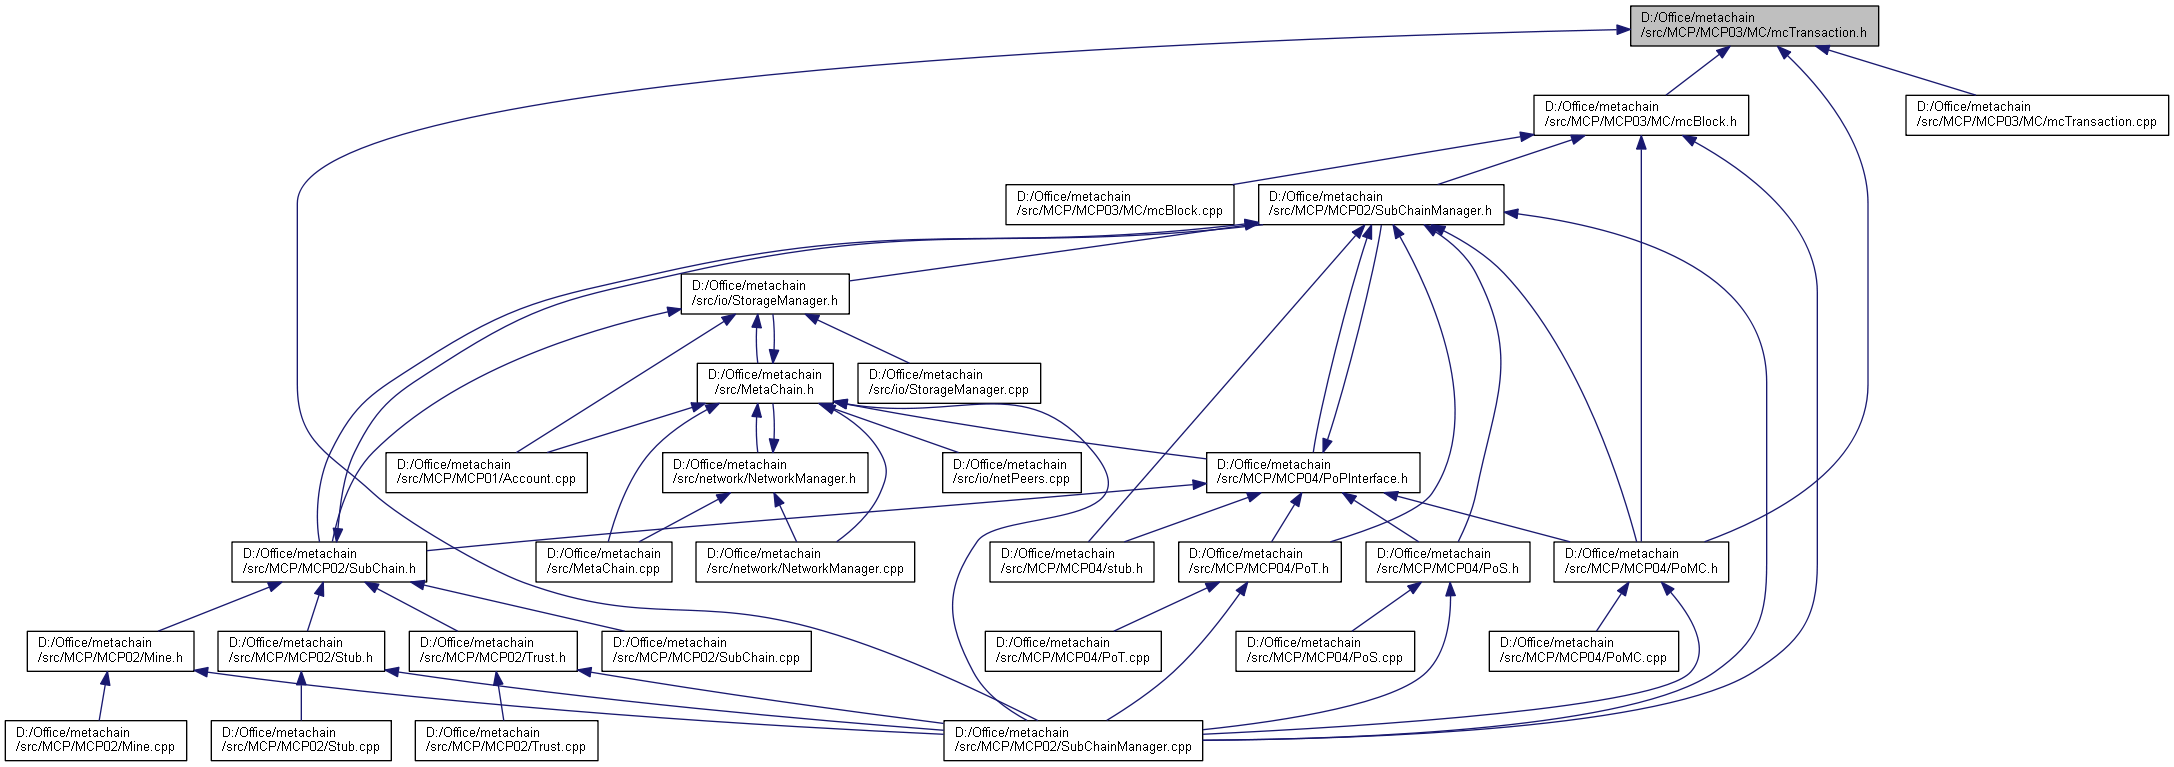 D:/Office/metachain
/src/MCP/MCP03/MC/mcTransaction.h
D:/Office/metachain
/src/MCP/MCP03/MC/mcBlock.h
D:/Office/metachain
/src/MCP/MCP03/MC/mcTransaction.cpp
D:/Office/metachain
/src/MCP/MCP03/MC/mcBlock.cpp
D:/Office/metachain
/src/MCP/MCP02/SubChainManager.h
D:/Office/metachain
/src/io/StorageManager.h
D:/Office/metachain
/src/MetaChain.h
D:/Office/metachain
/src/io/StorageManager.cpp
D:/Office/metachain
/src/MCP/MCP01/Account.cpp
D:/Office/metachain
/src/network/NetworkManager.h
D:/Office/metachain
/src/io/netPeers.cpp
D:/Office/metachain
/src/MCP/MCP04/PoPInterface.h
D:/Office/metachain
/src/MCP/MCP02/SubChain.h
D:/Office/metachain
/src/MetaChain.cpp
D:/Office/metachain
/src/network/NetworkManager.cpp
D:/Office/metachain
/src/MCP/MCP04/stub.h
D:/Office/metachain
/src/MCP/MCP04/PoT.h
D:/Office/metachain
/src/MCP/MCP04/PoS.h
D:/Office/metachain
/src/MCP/MCP04/PoMC.h
D:/Office/metachain
/src/MCP/MCP02/Mine.h
D:/Office/metachain
/src/MCP/MCP02/Stub.h
D:/Office/metachain
/src/MCP/MCP02/Trust.h
D:/Office/metachain
/src/MCP/MCP02/SubChain.cpp
D:/Office/metachain
/src/MCP/MCP04/PoT.cpp
D:/Office/metachain
/src/MCP/MCP04/PoS.cpp
D:/Office/metachain
/src/MCP/MCP04/PoMC.cpp
D:/Office/metachain
/src/MCP/MCP02/Mine.cpp
D:/Office/metachain
/src/MCP/MCP02/Stub.cpp
D:/Office/metachain
/src/MCP/MCP02/Trust.cpp
D:/Office/metachain
/src/MCP/MCP02/SubChainManager.cpp